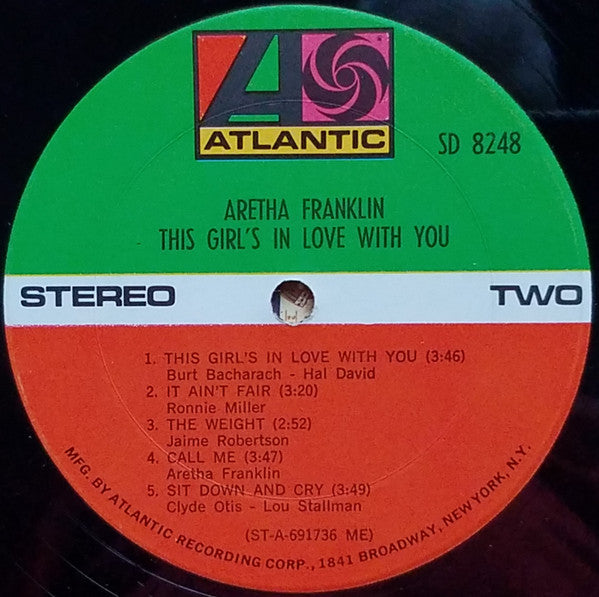 ATLANTIC
SD 8248
ARETHA FRANKLIN
THIS GIRL'S IN LOVE WITH YOU
STEREO
TWO
1. THIS GIRL'S IN LOVE WITH YOU (3:46)
Burt Bacharach - Hal David
2. IT AIN'T FAIR (3:20)
Ronnie Miller
3. THE WEIGHT (2:52)
Jaime Robertson
4. CALL ME (3:47)
Aretha Franklin
5. SIT DOWN AND CRY (3:49)
Clyde Otis - Lou Stallman
(ST-A-691736 ME)
MFG. BY ATLANTIC RECORDING CORP., 1841 BROADWAY, NEW YORK, N.Y.